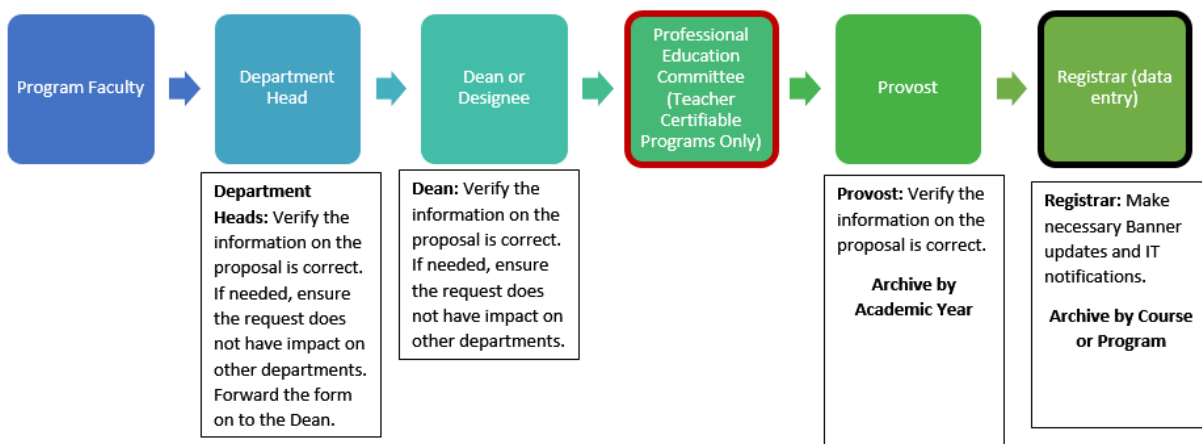 Program Faculty
Department
Head
Dean or
Designee
Professional
Education
Committee
(Teacher
Certifiable
Programs Only)
Provost
Registrar (data
entry)
Department
Heads: Verify the
information on the
proposal is correct.
If needed, ensure
the request does
not have impact on
other departments.
Forward the form
on to the Dean.
Dean: Verify the
information on the
proposal is correct.
If needed, ensure
the request does
not have impact on
other departments.
Provost: Verify the
information on the
proposal is correct.
Archive by
Academic Year
Registrar: Make
necessary Banner
updates and IT
notifications.
Archive by Course
or Program